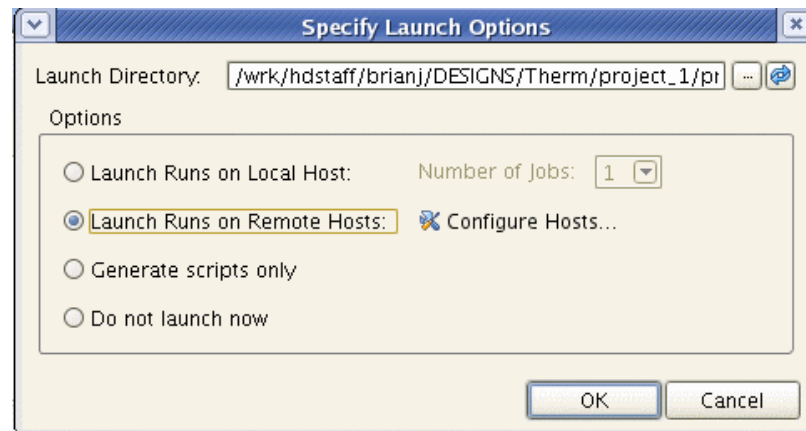 Specify Launch Options
Launch Directory: /wrk/hdstaff/brianj/DESIGNS/Therm/project_1/pr ...
Options
Launch Runs on Local Host: Number of Jobs: 1
Launch Runs on Remote Hosts: Configure Hosts...
Generate scripts only
Do not launch now
OK Cancel